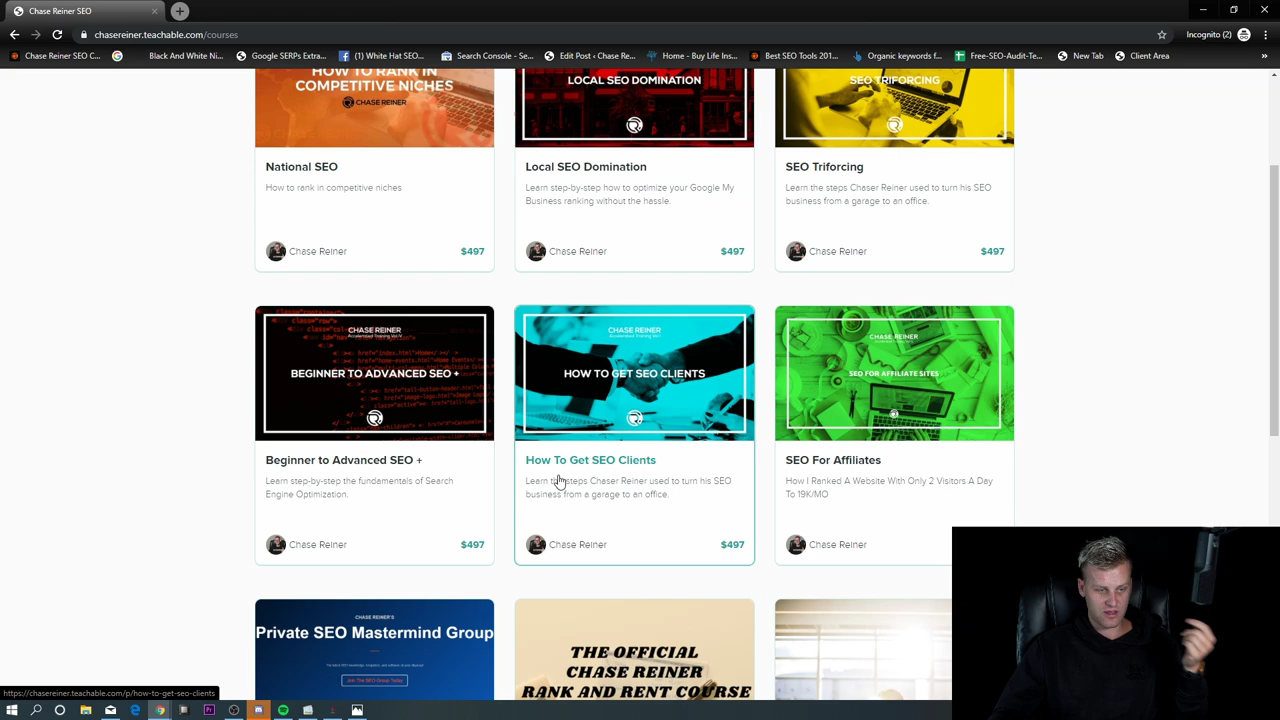 Chase Reiner SEO
chasereiner.teachable.com/courses
Incognito (2)
Chase Reiner SEO C...
Black And White Ni...
Google SERPs Extra...
(1) White Hat SEO...
Search Console - Se...
Edit Post ‹ Chase Re...
Home - Buy Life Ins...
Best SEO Tools 201...
Organic keywords f...
Free-SEO-Audit-Te...
New Tab
Client Area
HOW TO RANK IN
COMPETITIVE NICHES
CHASE REINER
LOCAL SEO DOMINATION
SEO TRIFORCING
National SEO
How to rank in competitive niches
Chase Reiner
$497
Local SEO Domination
Learn step-by-step how to optimize your Google My
Business ranking without the hassle.
Chase Reiner
$497
SEO Triforcing
Learn the steps Chaser Reiner used to turn his SEO
business from a garage to an office.
Chase Reiner
$497
CHASE REINER
BEGINNER TO ADVANCED SEO +
CHASE REINER
HOW TO GET SEO CLIENTS
CHASE REINER
SEO FOR AFFILIATE SITES
Beginner to Advanced SEO +
Learn step-by-step the fundamentals of Search
Engine Optimization.
Chase Reiner
$497
How To Get SEO Clients
Learn the steps Chaser Reiner used to turn his SEO
business from a garage to an office.
Chase Reiner
$497
SEO For Affiliates
How I Ranked A Website With Only 2 Visitors A Day
To 19K/MO
Chase Reiner
CHASE REINER'S
Private SEO Mastermind Group
Join The SEO Group Today
THE OFFICIAL
CHASE REINER
RANK AND RENT COURSE
https://chasereiner.teachable.com/p/how-to-get-seo-clients